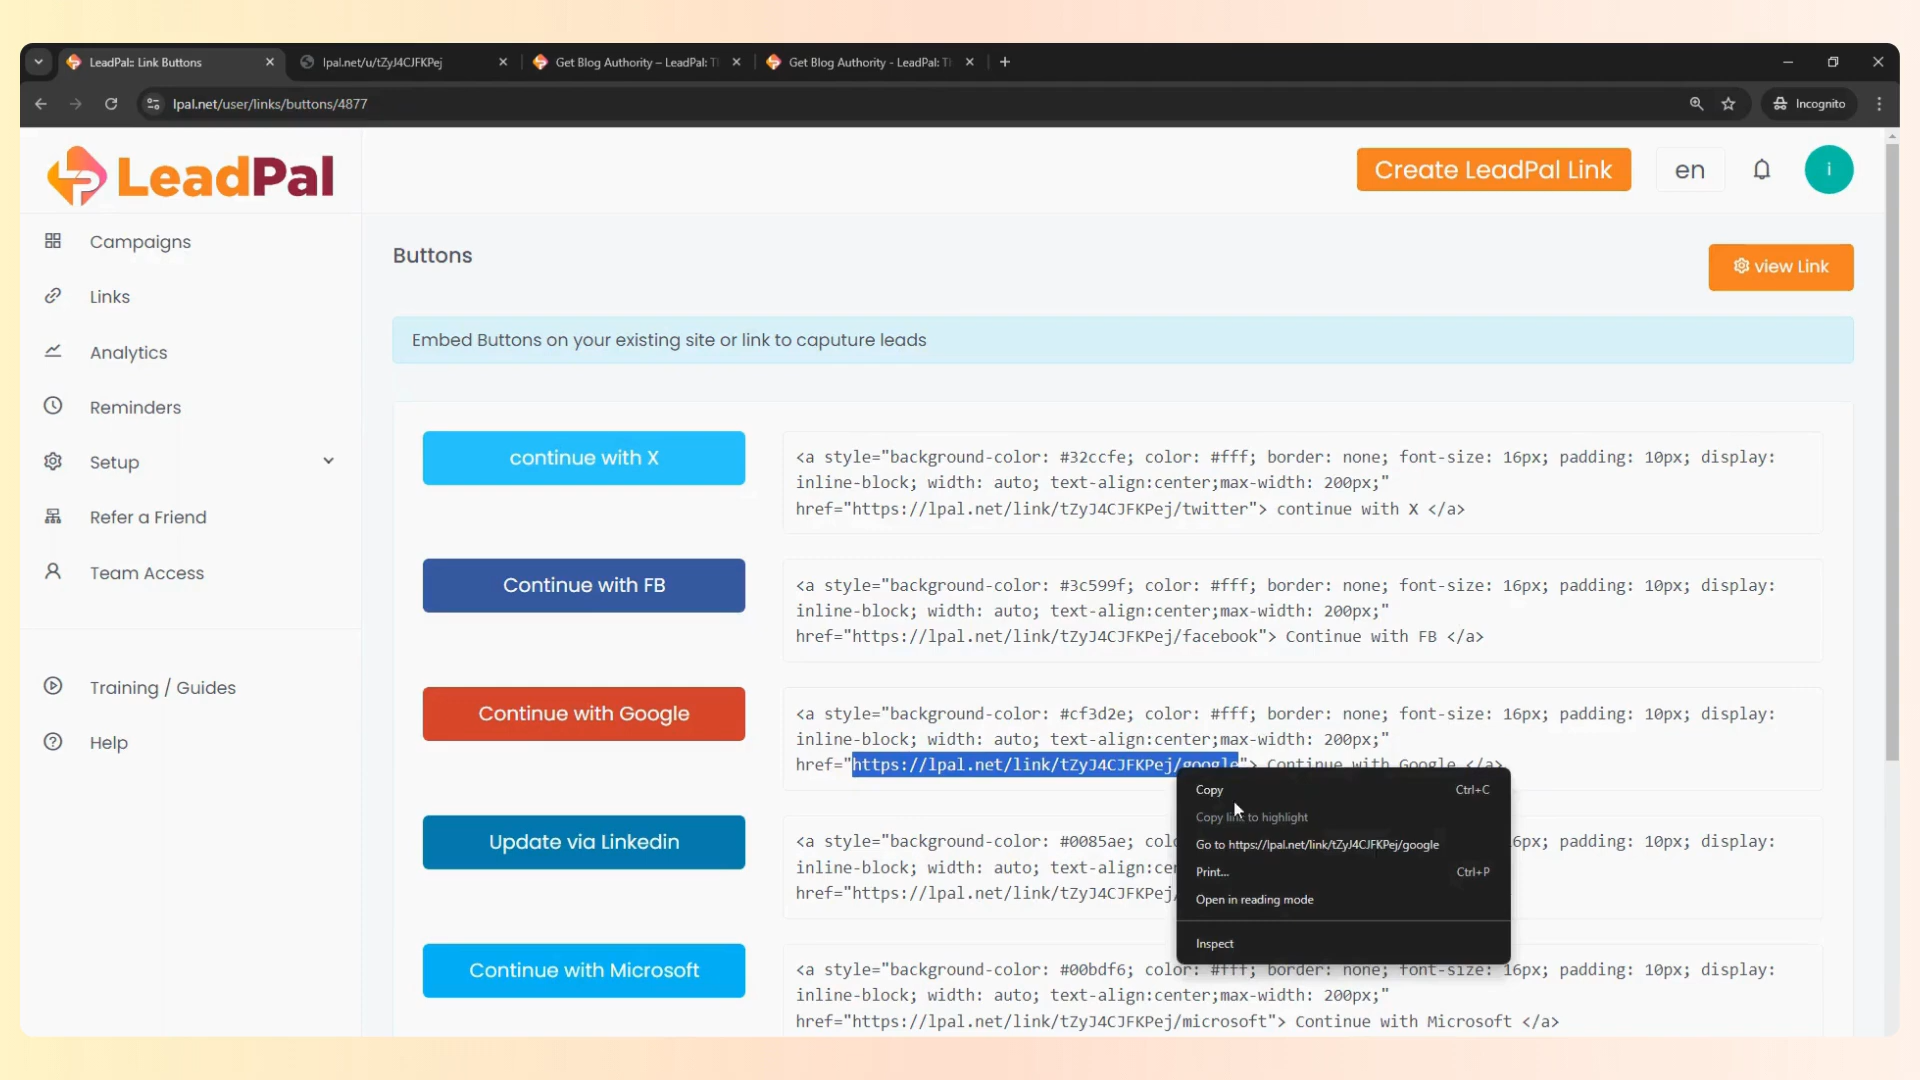 LeadPal:: Link Buttons
lpal.net/u/tZyJ4CJFKPej
Get Blog Authority – LeadPal: T
Get Blog Authority - LeadPal: T
lpal.net/user/links/buttons/4877
Incognito
LeadPal
Create LeadPal Link
en
i
Campaigns
Links
Analytics
Reminders
Setup
Refer a Friend
Team Access
Training / Guides
Help
Buttons
view Link
Embed Buttons on your existing site or link to caputure leads
continue with X
<a style="background-color: #32ccfe; color: #fff; border: none; font-size: 16px; padding: 10px; display:
inline-block; width: auto; text-align:center;max-width: 200px;"
href="https://lpal.net/link/tZyJ4CJFKPej/twitter"> continue with X </a>
Continue with FB
<a style="background-color: #3c599f; color: #fff; border: none; font-size: 16px; padding: 10px; display:
inline-block; width: auto; text-align:center;max-width: 200px;"
href="https://lpal.net/link/tZyJ4CJFKPej/facebook"> Continue with FB </a>
Continue with Google
<a style="background-color: #cf3d2e; color: #fff; border: none; font-size: 16px; padding: 10px; display:
inline-block; width: auto; text-align:center;max-width: 200px;"
href="https://lpal.net/link/tZyJ4CJFKPej/google"> Continue with Google </a>
Copy Ctrl+C
Copy link to highlight
Go to https://lpal.net/link/tZyJ4CJFKPej/google
Print... Ctrl+P
Open in reading mode
Inspect
Update via Linkedin
<a style="background-color: #0085ae; 6px; padding: 10px; display:
inline-block; width: auto;
href="https://lpal.net/link/tZyJ4CJFKPej/
Continue with Microsoft
<a style="background-color: #00bdf6; color: #fff; border: none; font-size: 16px; padding: 10px; display:
inline-block; width: auto; text-align:center;max-width: 200px;"
href="https://lpal.net/link/tZyJ4CJFKPej/microsoft"> Continue with Microsoft </a>